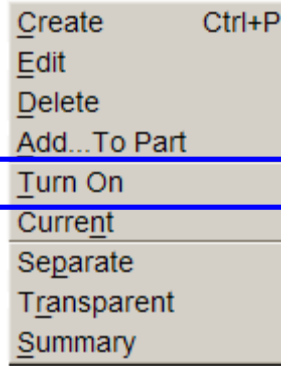 Create Ctrl+P
Edit
Delete
Add...To Part
Turn On
Current
Separate
Transparent
Summary